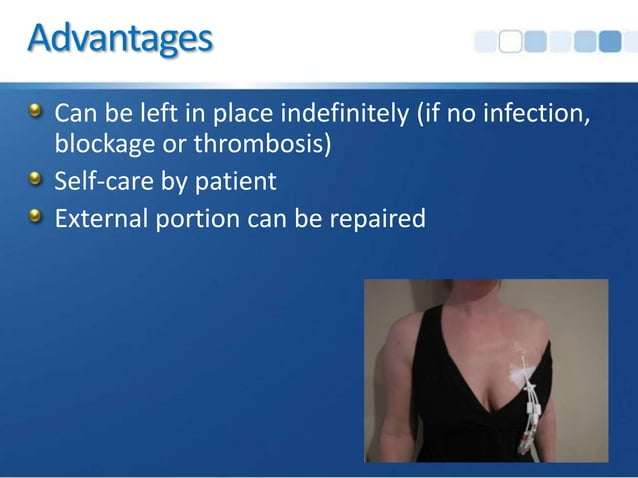 Advantages
Can be left in place indefinitely (if no infection,
blockage or thrombosis)
Self-care by patient
External portion can be repaired